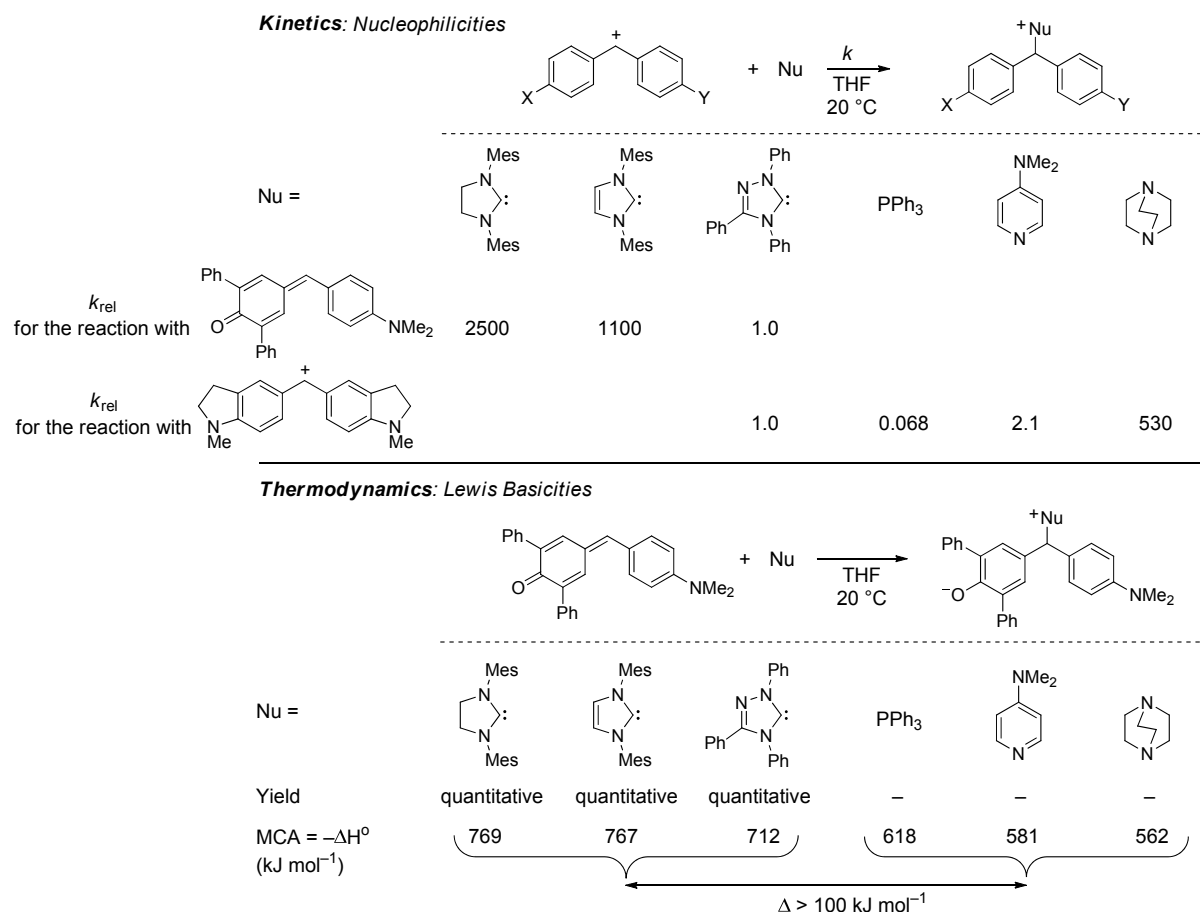 Kinetics: Nucleophilicities
+ +Nu
X Y + Nu k THF 20 °C X Y
Mes Mes Ph
Nu = N N : Mes N N : Mes N N N : Ph Ph PPh3 NMe2 N N N
krel for the reaction with Ph O Ph NMe2 2500 1100 1.0
krel for the reaction with + N Me N Me 1.0 0.068 2.1 530
Thermodynamics: Lewis Basicities
Ph O Ph NMe2 + Nu THF 20 °C +Nu Ph –O Ph NMe2
Mes Mes Ph
Nu = N N : Mes N N : Mes N N N : Ph Ph PPh3 NMe2 N N N
Yield quantitative quantitative quantitative – – –
MCA = –ΔHº 769 767 712 618 581 562
(kJ mol–1)
Δ > 100 kJ mol–1